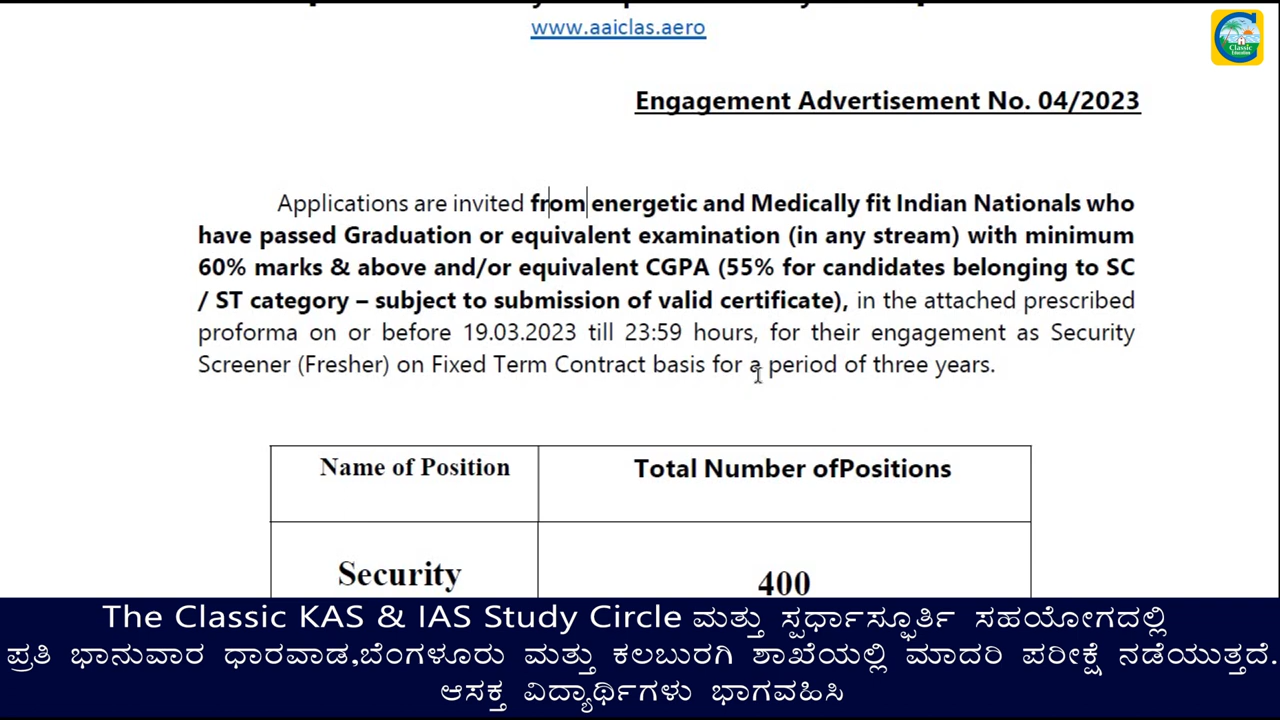 www.aaiclas.aero
Classic
Education
Engagement Advertisement No. 04/2023
Applications are invited from energetic and Medically fit Indian Nationals who
have passed Graduation or equivalent examination (in any stream) with minimum
60% marks & above and/or equivalent CGPA (55% for candidates belonging to SC
/ ST category – subject to submission of valid certificate), in the attached prescribed
proforma on or before 19.03.2023 till 23:59 hours, for their engagement as Security
Screener (Fresher) on Fixed Term Contract basis for a period of three years.
Name of Position
Total Number ofPositions
Security
400
The Classic KAS & IAS Study Circle ಮತ್ತು ಸ್ಪರ್ಧಾಸ್ಫೂರ್ತಿ ಸಹಯೋಗದಲ್ಲಿ
ಪ್ರತಿ ಭಾನುವಾರ ಧಾರವಾಡ,ಬೆಂಗಳೂರು ಮತ್ತು ಕಲಬುರಗಿ ಶಾಖೆಯಲ್ಲಿ ಮಾದರಿ ಪರೀಕ್ಷೆ ನಡೆಯುತ್ತದೆ.
ಆಸಕ್ತ ವಿದ್ಯಾರ್ಥಿಗಳು ಭಾಗವಹಿಸಿ